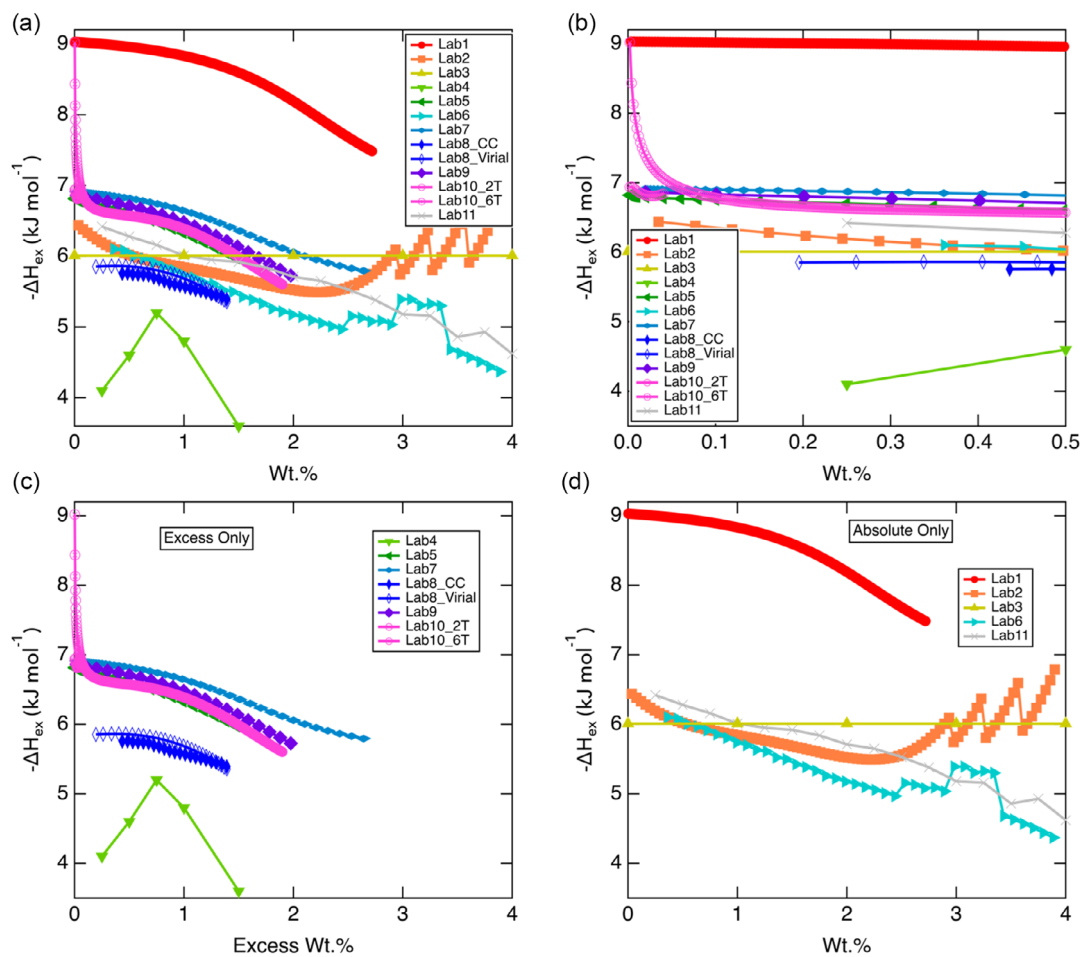 (a)
9
8
7
6
5
4
-ΔHex (kJ mol-1)
0
1
2
3
4
Wt.%
Lab1
Lab2
Lab3
Lab4
Lab5
Lab6
Lab7
Lab8_CC
Lab8_Virial
Lab9
Lab10_2T
Lab10_6T
Lab11
(b)
9
8
7
6
5
4
-ΔHex (kJ mol-1)
Lab1
Lab2
Lab3
Lab4
Lab5
Lab6
Lab7
Lab8_CC
Lab8_Virial
Lab9
Lab10_2T
Lab10_6T
Lab11
0.0
0.1
0.2
0.3
0.4
0.5
Wt.%
(c)
9
8
7
6
5
4
-ΔHex (kJ mol-1)
Excess Only
Lab4
Lab5
Lab7
Lab8_CC
Lab8_Virial
Lab9
Lab10_2T
Lab10_6T
0
1
2
3
4
Excess Wt.%
(d)
9
8
7
6
5
4
-ΔHex (kJ mol-1)
Absolute Only
Lab1
Lab2
Lab3
Lab6
Lab11
0
1
2
3
4
Wt.%